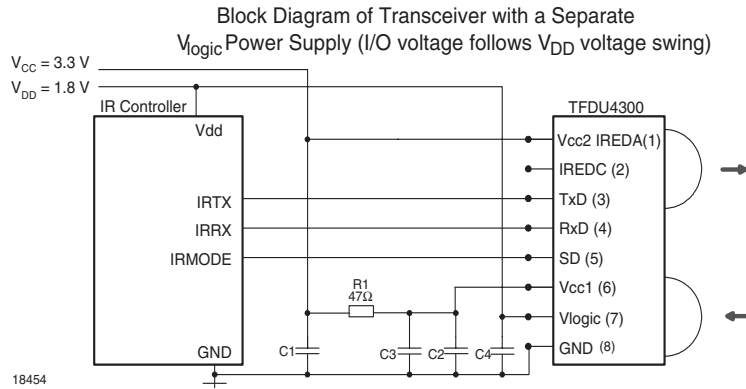 Block Diagram of Transceiver with a Separate
Vlogic Power Supply (I/O voltage follows VDD voltage swing)
VCC = 3.3 V
VDD = 1.8 V
IR Controller
TFDU4300
Vdd
Vcc2 IREDA(1)
IREDC (2)
IRTX
TxD (3)
IRRX
RxD (4)
IRMODE
SD (5)
R1
47Ω
Vcc1 (6)
Vlogic (7)
GND
C1
C3
C2
C4
GND (8)
18454